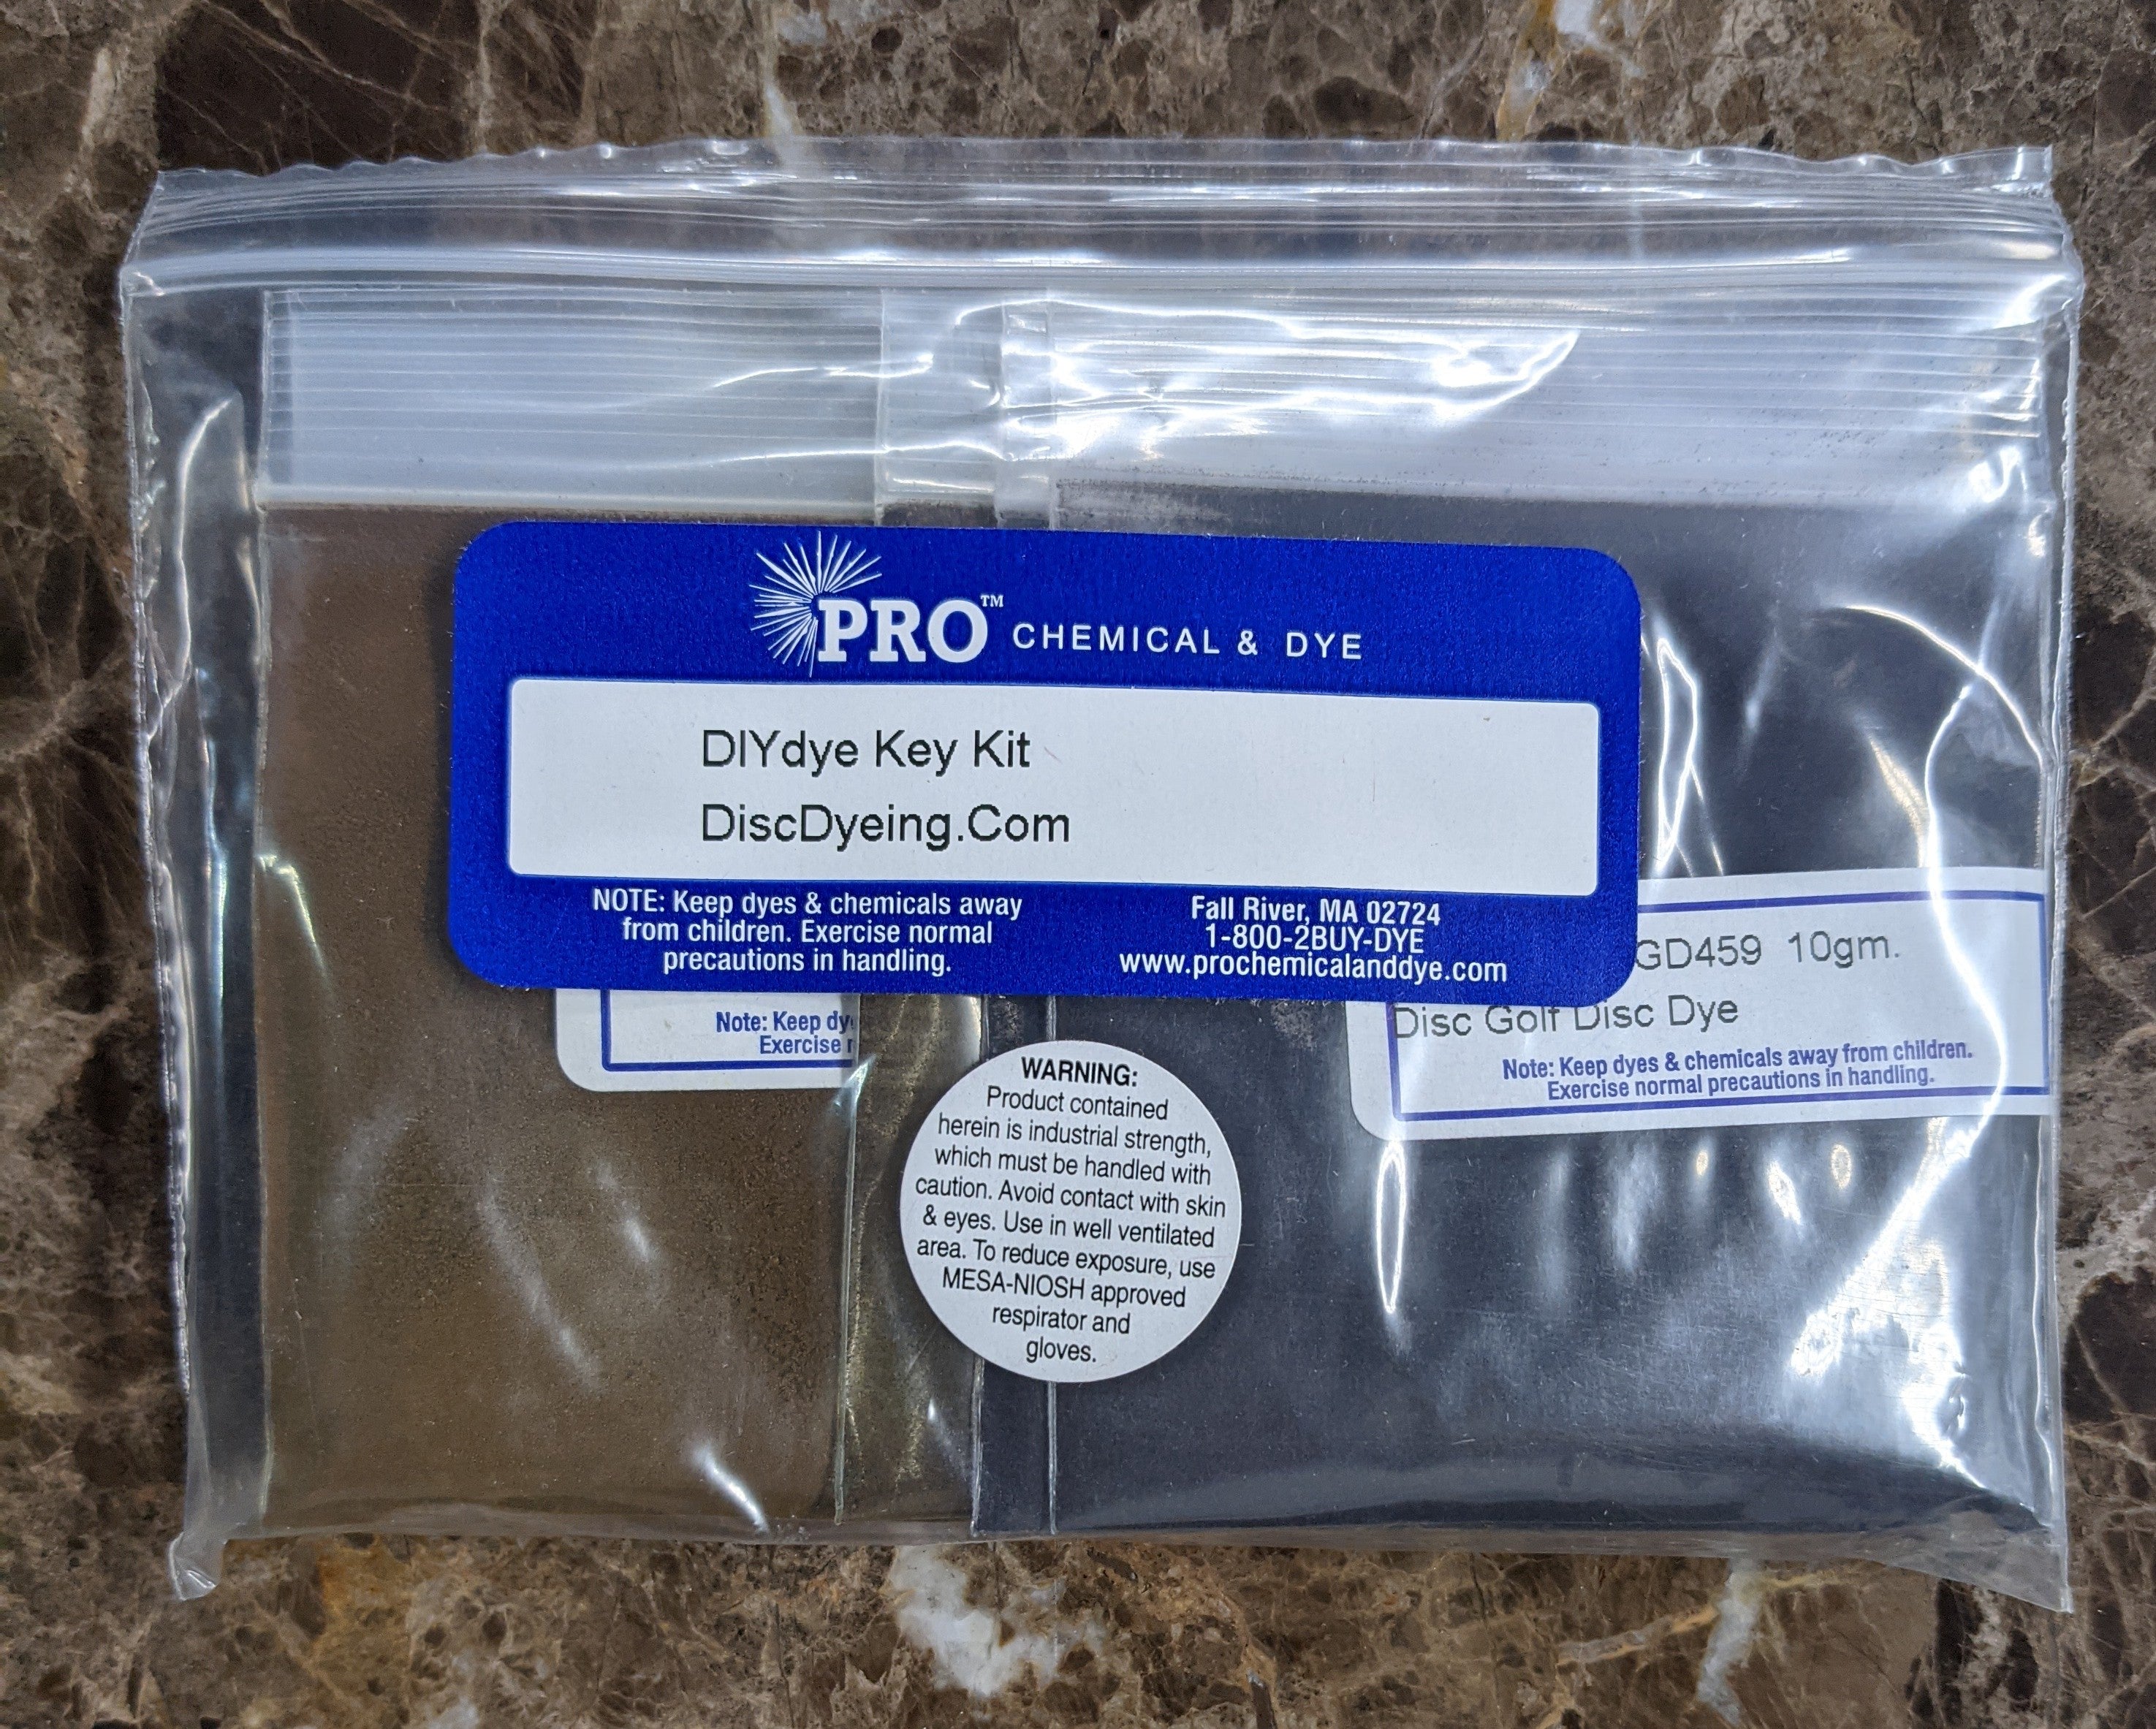 PRO™ CHEMICAL & DYE
DIYdye Key Kit
DiscDyeing.Com
NOTE: Keep dyes & chemicals away
from children. Exercise normal
precautions in handling.
Fall River, MA 02724
1-800-2BUY-DYE
www.prochemicalanddye.com
GD459 10gm.
Disc Golf Disc Dye
Note: Keep dyes & chemicals away from children.
Exercise normal precautions in handling.
Note: Keep
Exercise
WARNING:
Product contained
herein is industrial strength,
which must be handled with
caution. Avoid contact with skin
& eyes. Use in well ventilated
area. To reduce exposure, use
MESA-NIOSH approved
respirator and
gloves.